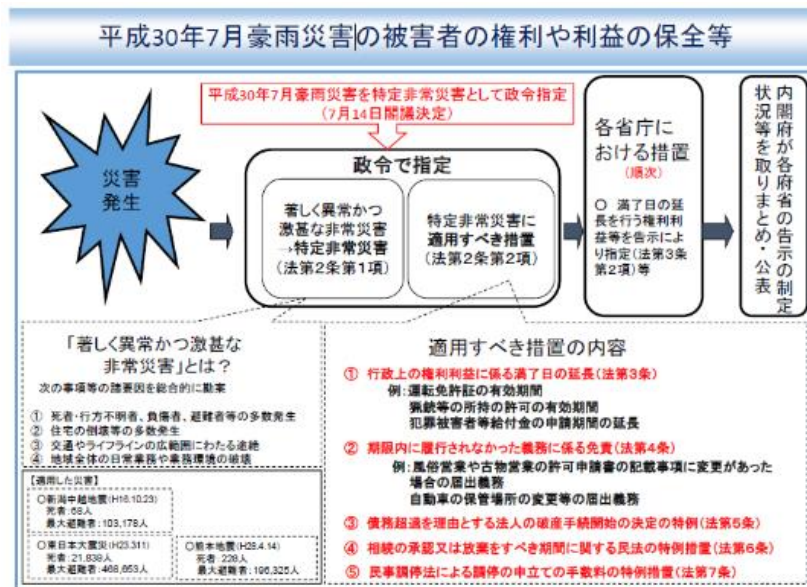 平成30年7月豪雨災害の被害者の権利や利益の保全等
平成30年7月豪雨災害を特定非常災害として政令指定
(7月14日閣議決定)
災害
発生
政令で指定
著しく異常かつ
激甚な非常災害
→特定非常災害
(法第2条第1項)
特定非常災害に
適用すべき措置
(法第2条第2項)
各省庁に
おける措置
(順次)
○ 満了日の延
長を行う権利利
益等を告示によ
り指定(法第3条
第2項)等
内閣府が各府省の告示の制定
状況等を取りまとめ・公表
「著しく異常かつ激甚な
非常災害」とは?
次の事項等の諸要因を総合的に勘案
① 死者・行方不明者、負傷者、避難者等の多数発生
② 住宅の倒壊等の多数発生
③ 交通やライフラインの広範囲にわたる途絶
④ 地域全体の日常業務や業務環境の破壊
【適用した災害】
○新潟中越地震(H16.10.23)
死者:68人
最大避難者:103,178人
○東日本大震災(H23.3.11)
死者:21,839人
最大避難者:468,653人
○熊本地震(H28.4.14)
死者:228人
最大避難者:196,325人
適用すべき措置の内容
① 行政上の権利利益に係る満了日の延長(法第3条)
例:運転免許証の有効期間
猟銃等の所持の許可の有効期間
犯罪被害者等給付金の申請期間の延長
② 期限内に履行されなかった義務に係る免責(法第4条)
例:風俗営業や古物営業の許可申請書の記載事項に変更があった
場合の届出義務
自動車の保管場所の変更等の届出義務
③ 債務超過を理由とする法人の破産手続開始の決定の特例(法第5条)
④ 相続の承認又は放棄をすべき期間に関する民法の特例措置(法第6条)
⑤ 民事調停法による調停の申立ての手数料の特例措置(法第7条)